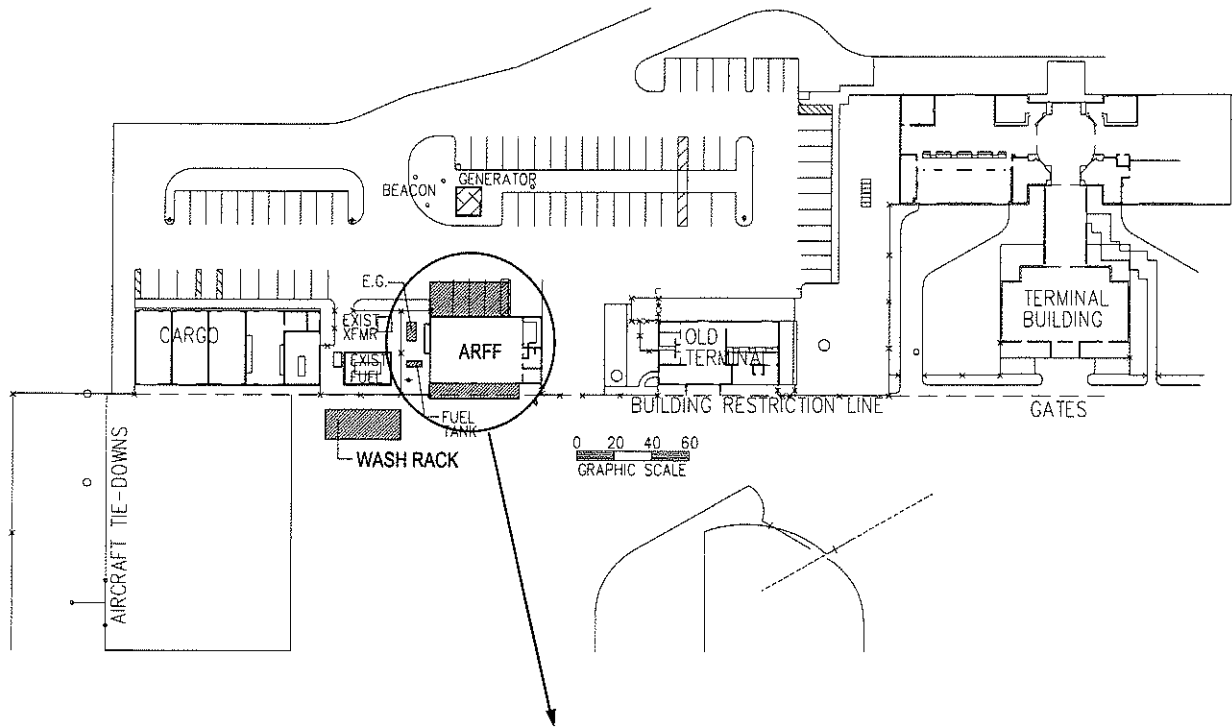 BEACON
GENERATOR
E.G.
CARGO
EXIST
XFMR
EXIST
FUEL
ARFF
FUEL
TANK
WASH RACK
OLD
TERMINAL
TERMINAL
BUILDING
BUILDING RESTRICTION LINE
GATES
0 20 40 60
GRAPHIC SCALE
AIRCRAFT TIE-DOWNS